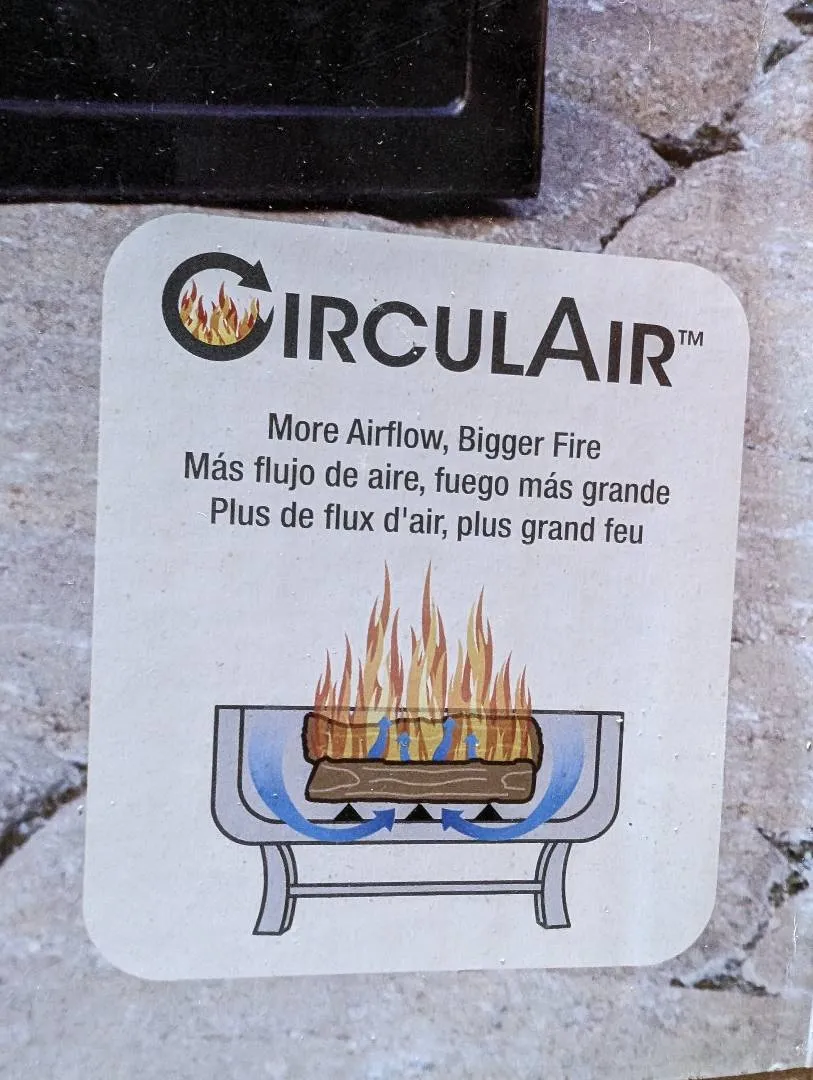 CIRCULAIR™
More Airflow, Bigger Fire
Más flujo de aire, fuego más grande
Plus de flux d'air, plus grand feu